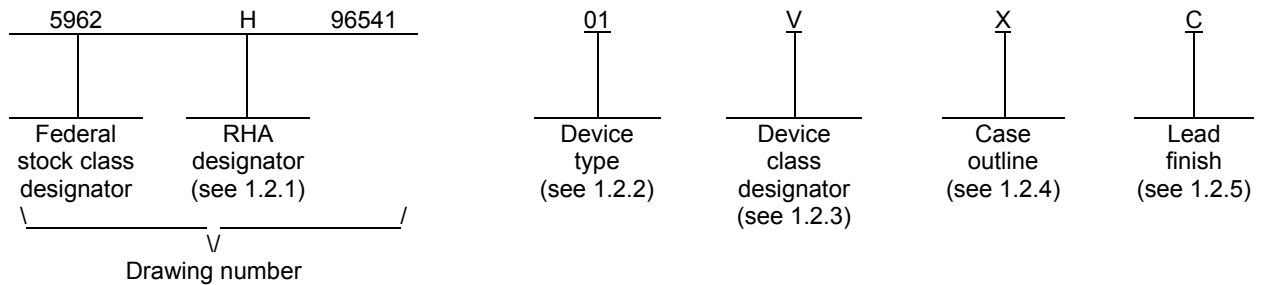 5962 H 96541 01 V X C
Federal stock class designator
RHA designator (see 1.2.1)
Device type (see 1.2.2)
Device class designator (see 1.2.3)
Case outline (see 1.2.4)
Lead finish (see 1.2.5)
Drawing number